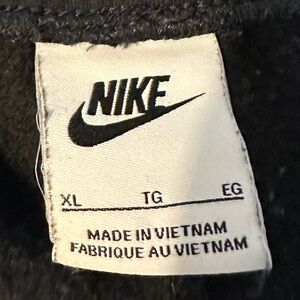 NIKE
XL TG EG
MADE IN VIETNAM
FABRIQUE AU VIETNAM